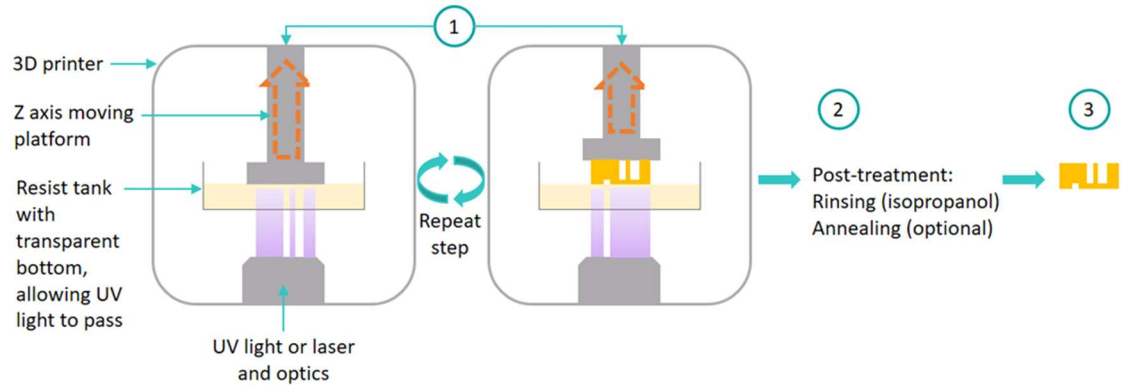 1
3D printer
Z axis moving
platform
Resist tank
with
transparent
bottom,
allowing UV
light to pass
UV light or laser
and optics
Repeat
step
2
Post-treatment:
Rinsing (isopropanol)
Annealing (optional)
3